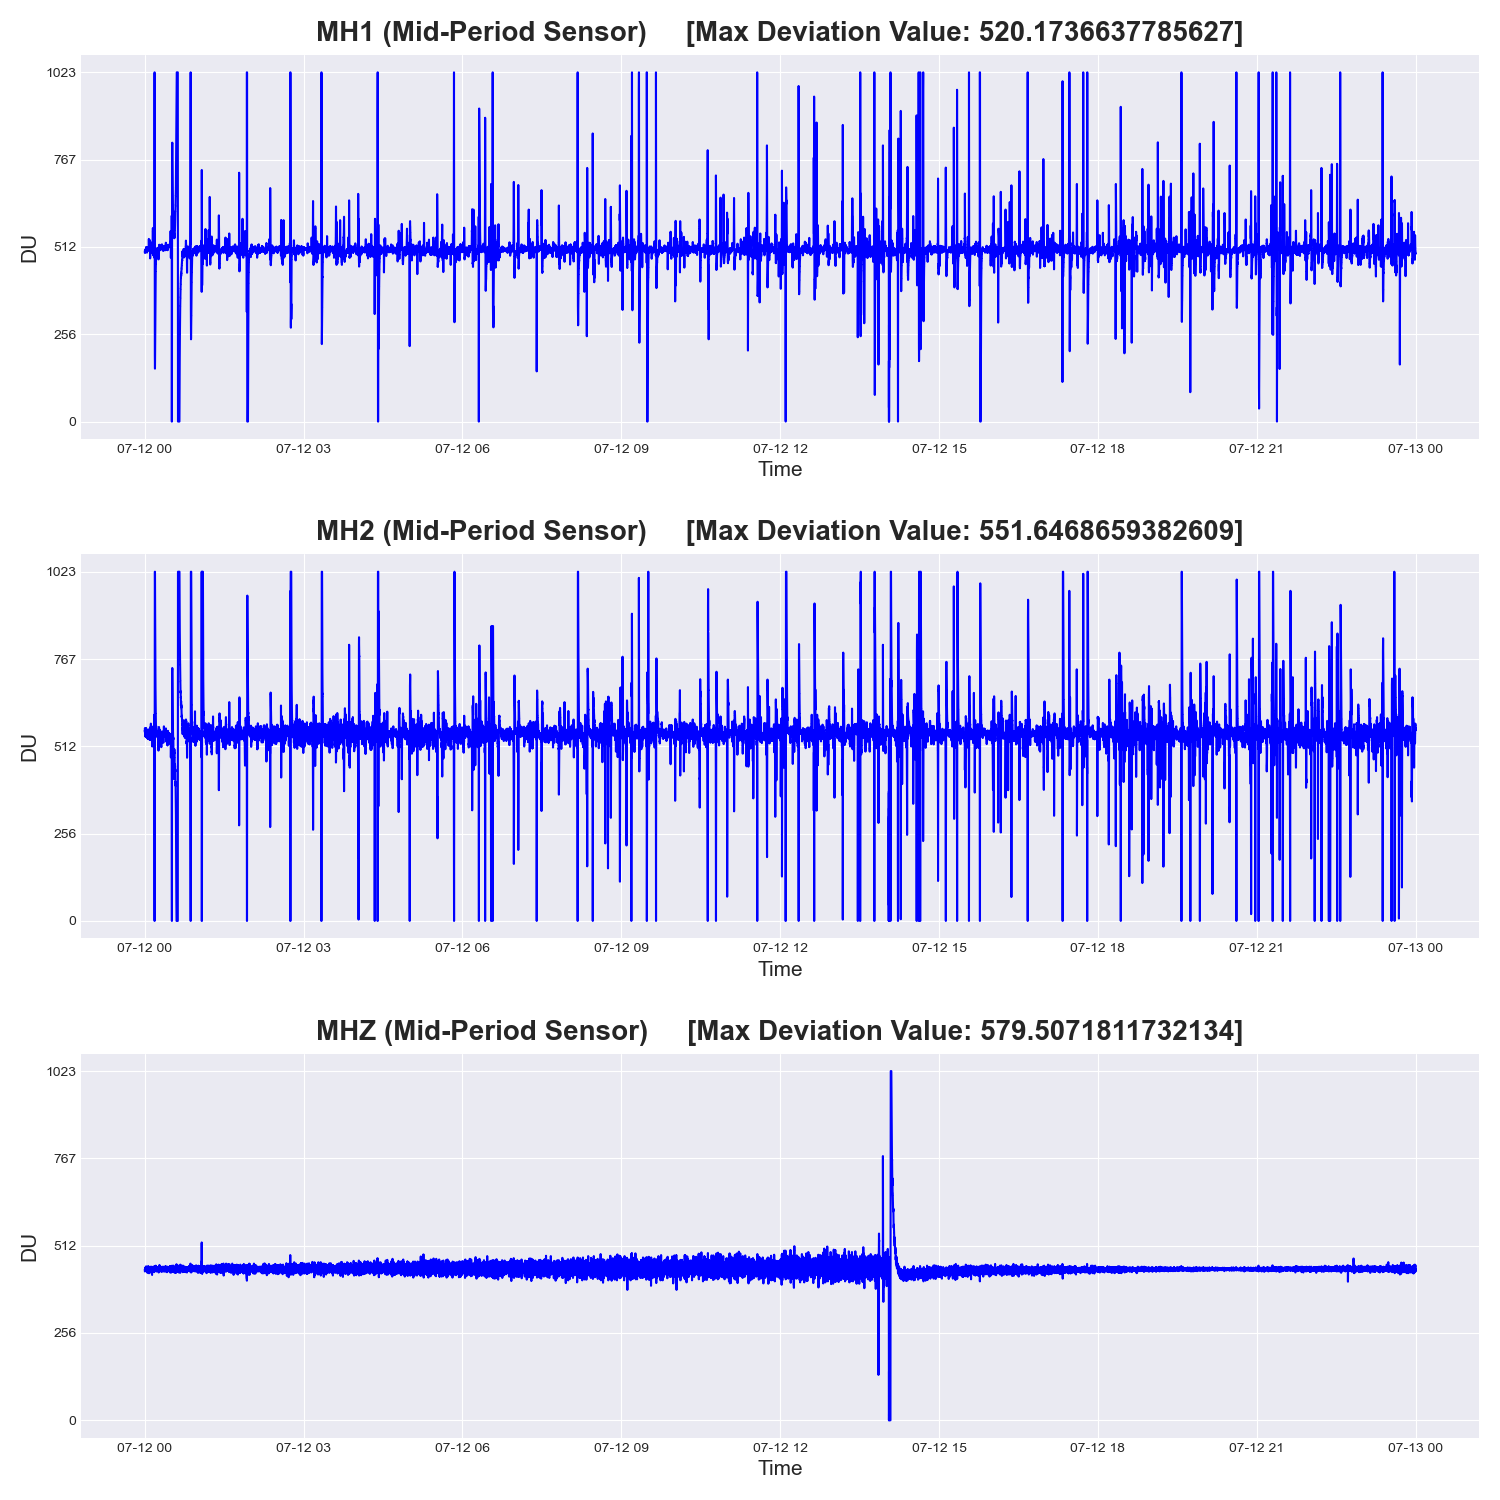 MH1 (Mid-Period Sensor) [Max Deviation Value: 520.1736637785627]
1023
767
512
256
0
DU
07-12 00 07-12 03 07-12 06 07-12 09 07-12 12 07-12 15 07-12 18 07-12 21 07-13 00
Time
MH2 (Mid-Period Sensor) [Max Deviation Value: 551.6468659382609]
1023
767
512
256
0
DU
07-12 00 07-12 03 07-12 06 07-12 09 07-12 12 07-12 15 07-12 18 07-12 21 07-13 00
Time
MHZ (Mid-Period Sensor) [Max Deviation Value: 579.5071811732134]
1023
767
512
256
0
DU
07-12 00 07-12 03 07-12 06 07-12 09 07-12 12 07-12 15 07-12 18 07-12 21 07-13 00
Time